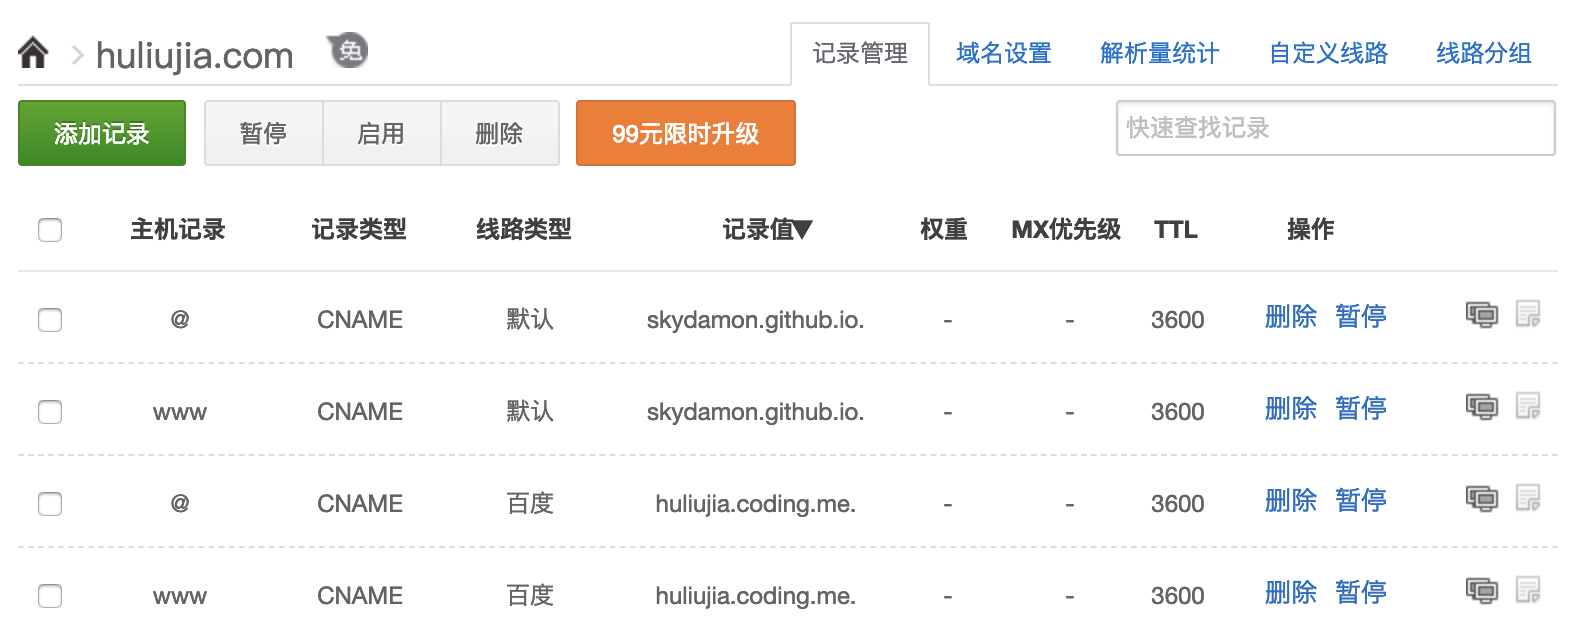 huliujia.com 免 记录管理 域名设置 解析量统计 自定义线路 线路分组
添加记录 暂停 启用 删除 99元限时升级 快速查找记录
主机记录 记录类型 线路类型 记录值▼ 权重 MX优先级 TTL 操作
@ CNAME 默认 skydamon.github.io. - - 3600 删除 暂停
www CNAME 默认 skydamon.github.io. - - 3600 删除 暂停
@ CNAME 百度 huliujia.coding.me. - - 3600 删除 暂停
www CNAME 百度 huliujia.coding.me. - - 3600 删除 暂停